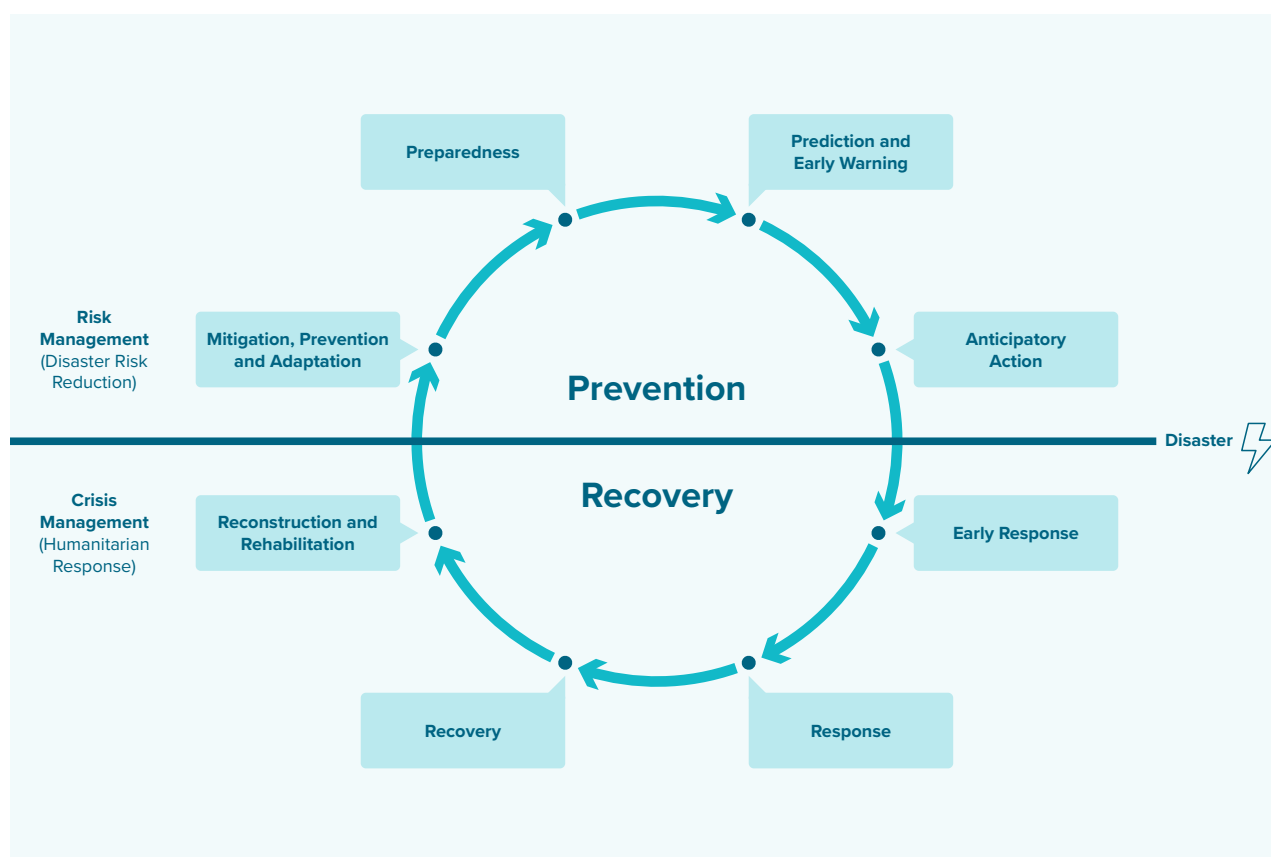 Preparedness
Prediction and
Early Warning
Risk
Management
(Disaster Risk
Reduction)
Mitigation, Prevention
and Adaptation
Anticipatory
Action
Prevention
Disaster
Recovery
Crisis
Management
(Humanitarian
Response)
Reconstruction and
Rehabilitation
Early Response
Recovery
Response